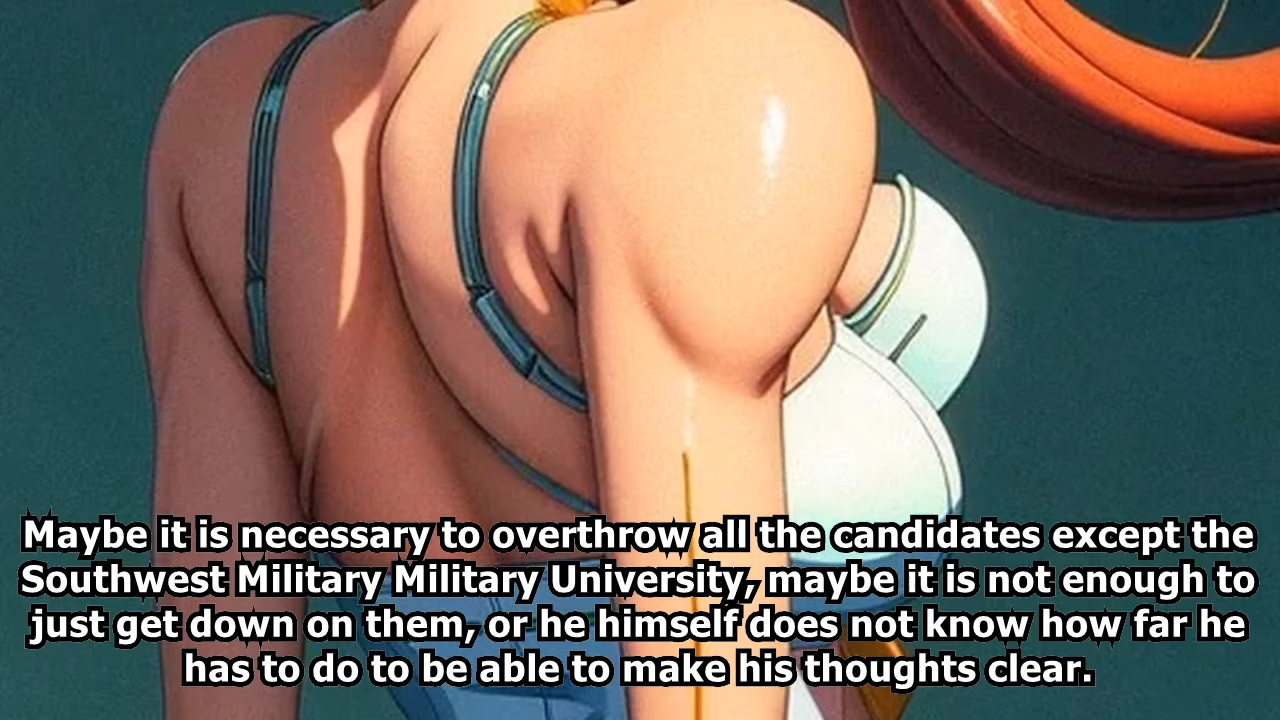 Maybe it is necessary to overthrow all the candidates except the
Southwest Military Military University, maybe it is not enough to
just get down on them, or he himself does not know how far he
has to do to be able to make his thoughts clear.